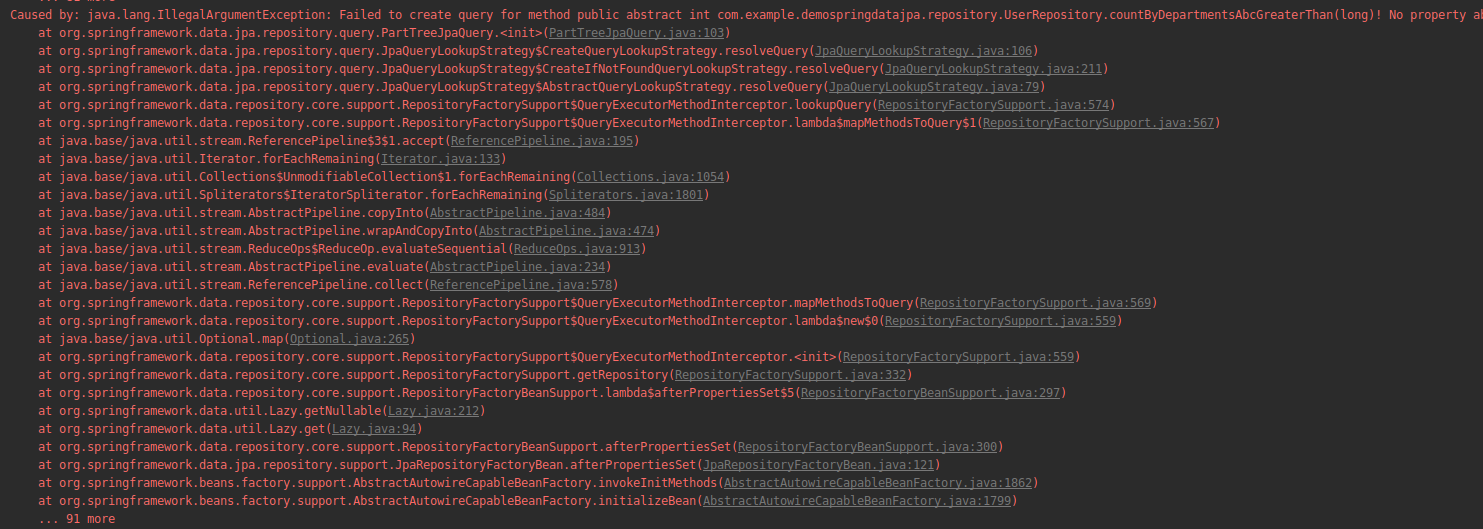 ... 91 more
Caused by: java.lang.IllegalArgumentException: Failed to create query for method public abstract int com.example.demospringdatajpa.repository.UserRepository.countByDepartmentsAbcGreaterThan(long)! No property
at org.springframework.data.jpa.repository.query.PartTreeJpaQuery.<init>(PartTreeJpaQuery.java:103)
at org.springframework.data.jpa.repository.query.JpaQueryLookupStrategy$CreateQueryLookupStrategy.resolveQuery(JpaQueryLookupStrategy.java:106)
at org.springframework.data.jpa.repository.query.JpaQueryLookupStrategy$CreateIfNotFoundQueryLookupStrategy.resolveQuery(JpaQueryLookupStrategy.java:211)
at org.springframework.data.jpa.repository.query.JpaQueryLookupStrategy$AbstractQueryLookupStrategy.resolveQuery(JpaQueryLookupStrategy.java:79)
at org.springframework.data.repository.core.support.RepositoryFactorySupport$QueryExecutorMethodInterceptor.lookupQuery(RepositoryFactorySupport.java:574)
at org.springframework.data.repository.core.support.RepositoryFactorySupport$QueryExecutorMethodInterceptor.lambda$mapMethodsToQuery$1(RepositoryFactorySupport.java:567)
at java.base/java.util.stream.ReferencePipeline$3$1.accept(ReferencePipeline.java:195)
at java.base/java.util.Iterator.forEachRemaining(Iterator.java:133)
at java.base/java.util.Collections$UnmodifiableCollection$1.forEachRemaining(Collections.java:1054)
at java.base/java.util.Spliterators$IteratorSpliterator.forEachRemaining(Spliterators.java:1801)
at java.base/java.util.stream.AbstractPipeline.copyInto(AbstractPipeline.java:484)
at java.base/java.util.stream.AbstractPipeline.wrapAndCopyInto(AbstractPipeline.java:474)
at java.base/java.util.stream.ReduceOps$ReduceOp.evaluateSequential(ReduceOps.java:913)
at java.base/java.util.stream.AbstractPipeline.evaluate(AbstractPipeline.java:234)
at java.base/java.util.stream.ReferencePipeline.collect(ReferencePipeline.java:578)
at org.springframework.data.repository.core.support.RepositoryFactorySupport$QueryExecutorMethodInterceptor.mapMethodsToQuery(RepositoryFactorySupport.java:569)
at org.springframework.data.repository.core.support.RepositoryFactorySupport$QueryExecutorMethodInterceptor.lambda$new$0(RepositoryFactorySupport.java:559)
at java.base/java.util.Optional.map(Optional.java:265)
at org.springframework.data.repository.core.support.RepositoryFactorySupport$QueryExecutorMethodInterceptor.<init>(RepositoryFactorySupport.java:559)
at org.springframework.data.repository.core.support.RepositoryFactorySupport.getRepository(RepositoryFactorySupport.java:332)
at org.springframework.data.repository.core.support.RepositoryFactoryBeanSupport.lambda$afterPropertiesSet$5(RepositoryFactoryBeanSupport.java:297)
at org.springframework.data.util.Lazy.getNullable(Lazy.java:212)
at org.springframework.data.util.Lazy.get(Lazy.java:94)
at org.springframework.data.repository.core.support.RepositoryFactoryBeanSupport.afterPropertiesSet(RepositoryFactoryBeanSupport.java:300)
at org.springframework.data.jpa.repository.support.JpaRepositoryFactoryBean.afterPropertiesSet(JpaRepositoryFactoryBean.java:121)
at org.springframework.beans.factory.support.AbstractAutowireCapableBeanFactory.invokeInitMethods(AbstractAutowireCapableBeanFactory.java:1862)
at org.springframework.beans.factory.support.AbstractAutowireCapableBeanFactory.initializeBean(AbstractAutowireCapableBeanFactory.java:1799)
... 91 more